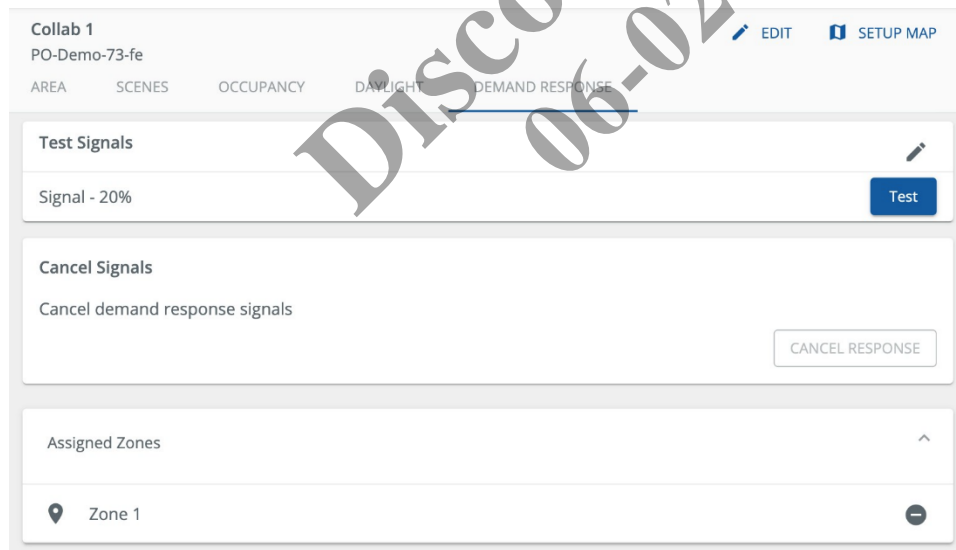 Collab 1
EDIT
SETUP MAP
PO-Demo-73-fe
AREA SCENES OCCUPANCY DAYLIGHT DEMAND RESPONSE
Test Signals
Signal - 20%
Test
Cancel Signals
Cancel demand response signals
CANCEL RESPONSE
Assigned Zones
Zone 1